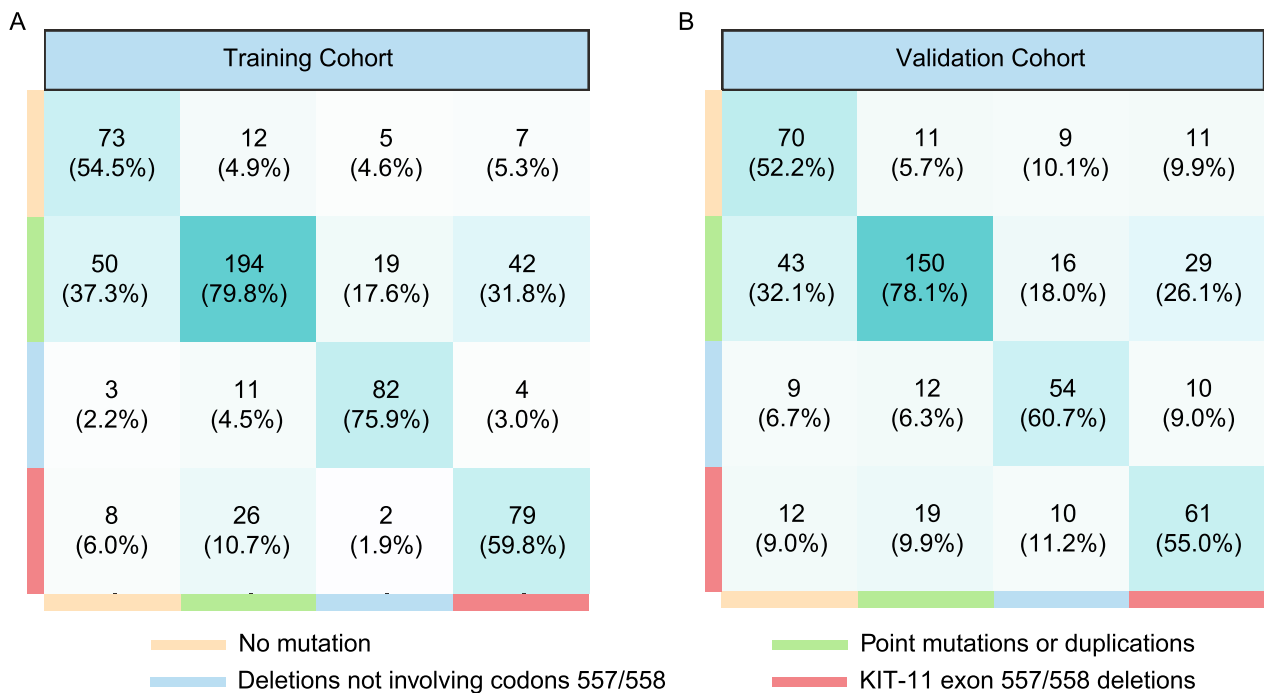 A
B
Training Cohort
73 12 5 7
(54.5%) (4.9%) (4.6%) (5.3%)
50 194 19 42
(37.3%) (79.8%) (17.6%) (31.8%)
3 11 82 4
(2.2%) (4.5%) (75.9%) (3.0%)
8 26 2 79
(6.0%) (10.7%) (1.9%) (59.8%)
Validation Cohort
70 11 9 11
(52.2%) (5.7%) (10.1%) (9.9%)
43 150 16 29
(32.1%) (78.1%) (18.0%) (26.1%)
9 12 54 10
(6.7%) (6.3%) (60.7%) (9.0%)
12 19 10 61
(9.0%) (9.9%) (11.2%) (55.0%)
No mutation
Point mutations or duplications
Deletions not involving codons 557/558
KIT-11 exon 557/558 deletions